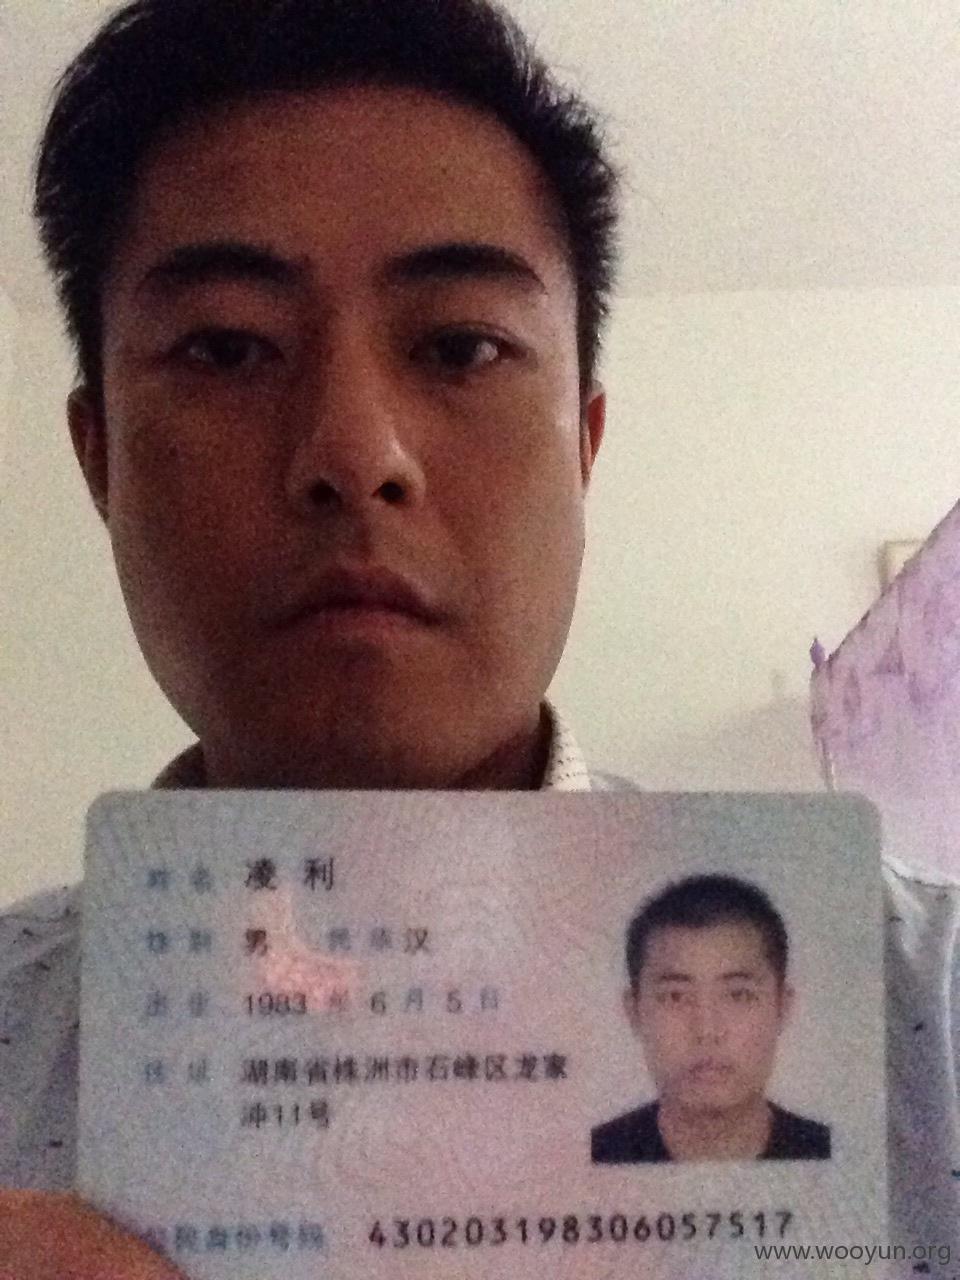 姓名 凌利
性别 男 民族 汉
出生 1983 年 6 月 5 日
住址 湖南省株洲市石峰区龙家
冲11号
公民身份号码 430203198306057517
www.wooyun.org